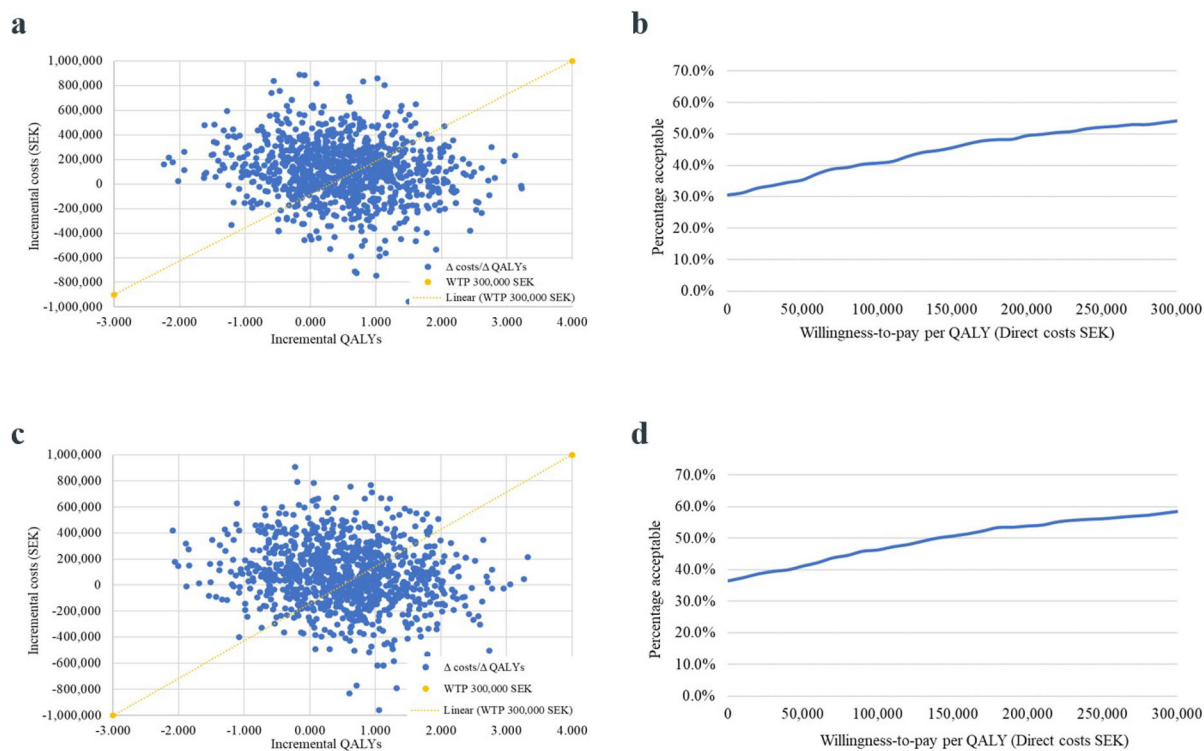 a
1,000,000
800,000
600,000
400,000
200,000
0
-200,000
-400,000
-600,000
-800,000
-1,000,000
Incremental costs (SEK)
-3.000 -2.000 -1.000 0.000 1.000 2.000 3.000 4.000
Incremental QALYs
Δ costs/Δ QALYs
WTP 300,000 SEK
Linear (WTP 300,000 SEK)
b
70.0%
60.0%
50.0%
40.0%
30.0%
20.0%
10.0%
0.0%
Percentage acceptable
0 50,000 100,000 150,000 200,000 250,000 300,000
Willingness-to-pay per QALY (Direct costs SEK)
c
1,000,000
800,000
600,000
400,000
200,000
0
-200,000
-400,000
-600,000
-800,000
-1,000,000
Incremental costs (SEK)
-3.000 -2.000 -1.000 0.000 1.000 2.000 3.000 4.000
Incremental QALYs
Δ costs/Δ QALYs
WTP 300,000 SEK
Linear (WTP 300,000 SEK)
d
70.0%
60.0%
50.0%
40.0%
30.0%
20.0%
10.0%
0.0%
Percentage acceptable
0 50,000 100,000 150,000 200,000 250,000 300,000
Willingness-to-pay per QALY (Direct costs SEK)